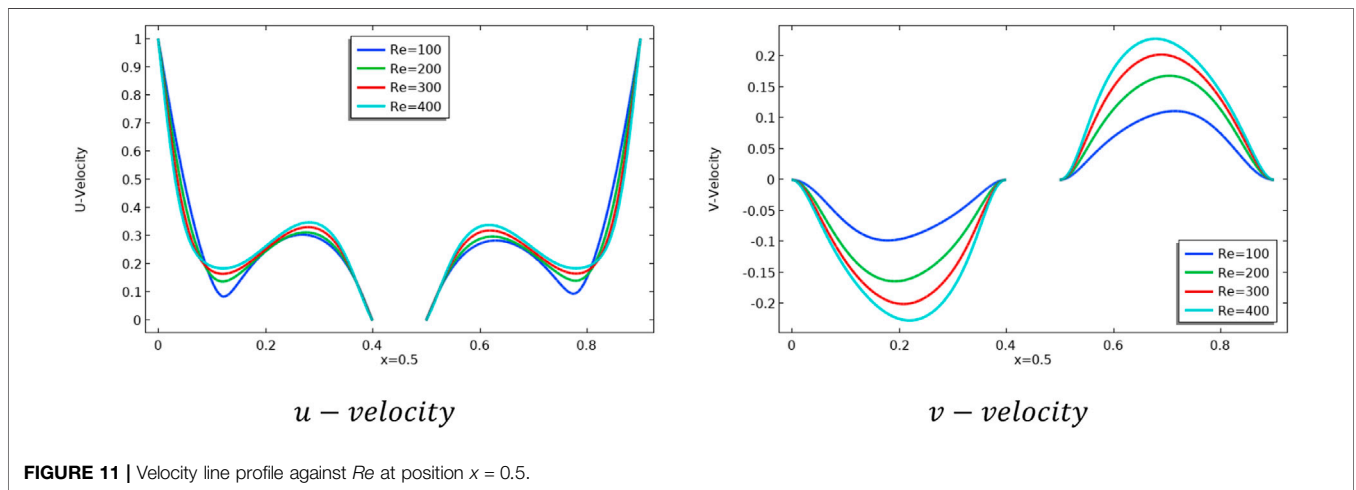 1
0.9
0.8
0.7
0.6
0.5
0.4
0.3
0.2
0.1
0
U-Velocity
Re=100
Re=200
Re=300
Re=400
0 0.2 0.4 0.6 0.8
x=0.5
u − velocity
0.2
0.15
0.1
0.05
0
-0.05
-0.1
-0.15
-0.2
V-Velocity
Re=100
Re=200
Re=300
Re=400
0 0.2 0.4 0.6 0.8
x=0.5
v − velocity
FIGURE 11 | Velocity line profile against Re at position x = 0.5.